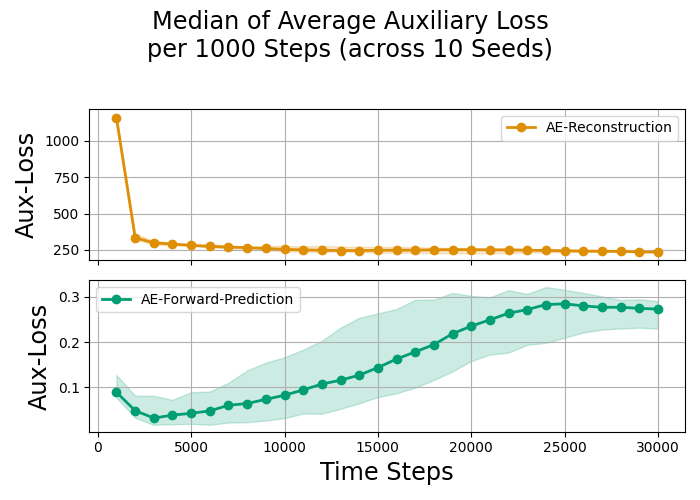 Median of Average Auxiliary Loss
per 1000 Steps (across 10 Seeds)
Aux-Loss
1000
750
500
250
AE-Reconstruction
Aux-Loss
0.3
0.2
0.1
AE-Forward-Prediction
0
5000
10000
15000
20000
25000
30000
Time Steps